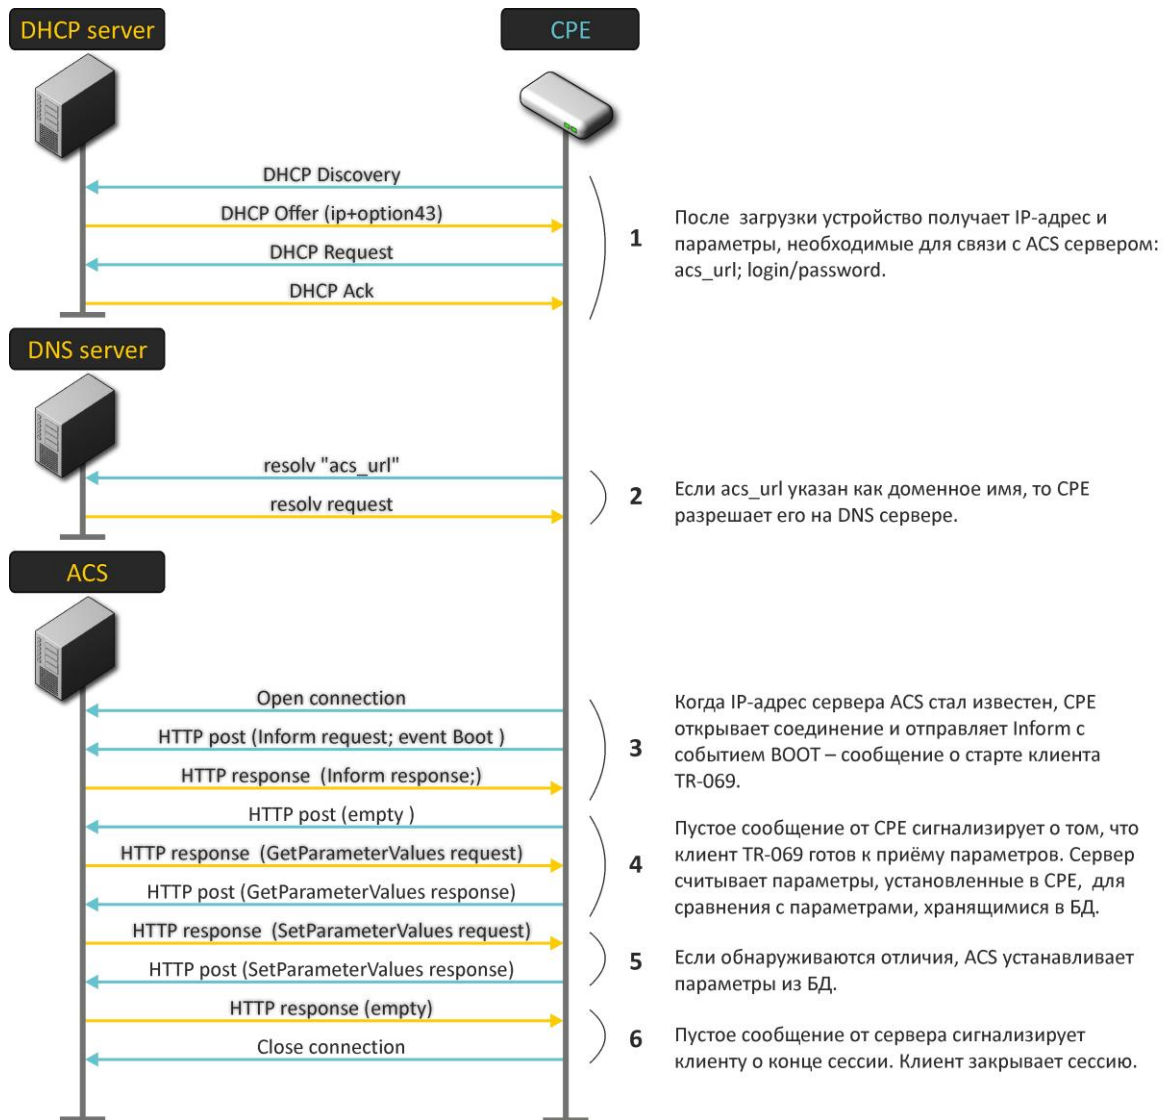 DHCP server
CPE
DHCP Discovery
DHCP Offer (ip+option43)
DHCP Request
DHCP Ack
1
После загрузки устройство получает IP-адрес и
параметры, необходимые для связи с ACS сервером:
acs_url; login/password.
DNS server
resolv "acs_url"
resolv request
2
Если acs_url указан как доменное имя, то CPE
разрешает его на DNS сервере.
ACS
Open connection
HTTP post (Inform request; event Boot )
HTTP response (Inform response;)
3
Когда IP-адрес сервера ACS стал известен, CPE
открывает соединение и отправляет Inform с
событием BOOT – сообщение о старте клиента
TR-069.
HTTP post (empty )
HTTP response (GetParameterValues request)
HTTP post (GetParameterValues response)
4
Пустое сообщение от CPE сигнализирует о том, что
клиент TR-069 готов к приёму параметров. Сервер
считывает параметры, установленные в CPE, для
сравнения с параметрами, хранящимися в БД.
HTTP response (SetParameterValues request)
HTTP post (SetParameterValues response)
5
Если обнаруживаются отличия, ACS устанавливает
параметры из БД.
HTTP response (empty)
Close connection
6
Пустое сообщение от сервера сигнализирует
клиенту о конце сессии. Клиент закрывает сессию.